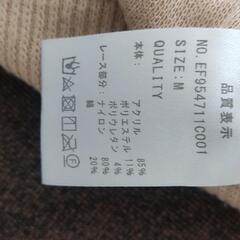 品質表示
NO.EF954711C001
SIZE:M
QUALITY
本体: アクリル 85%
ポリエステル 11%
ポリウレタン 4%
レース部分: ナイロン 80%
綿 20%